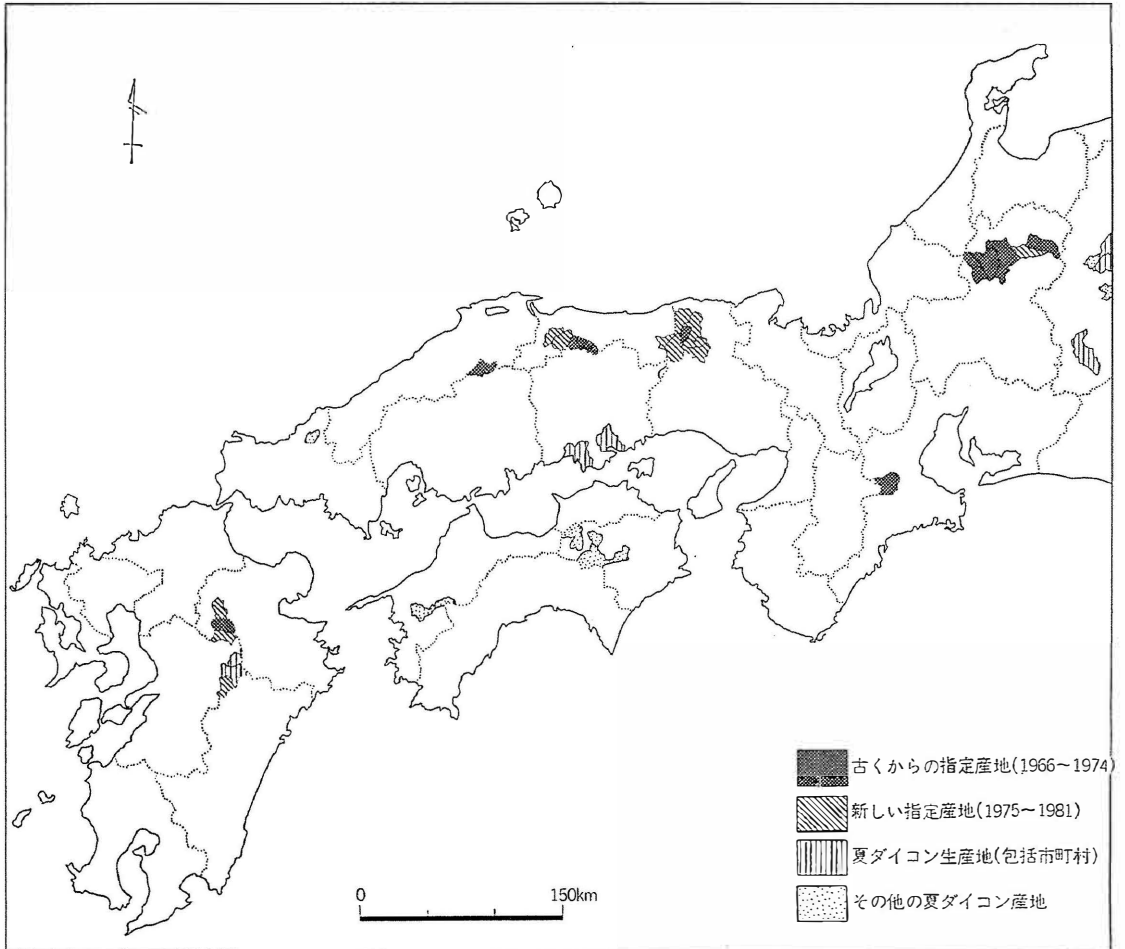 古くからの指定産地(1966～1974)
新しい指定産地(1975～1981)
夏ダイコン生産地(包括市町村)
その他の夏ダイコン産地
0 150km